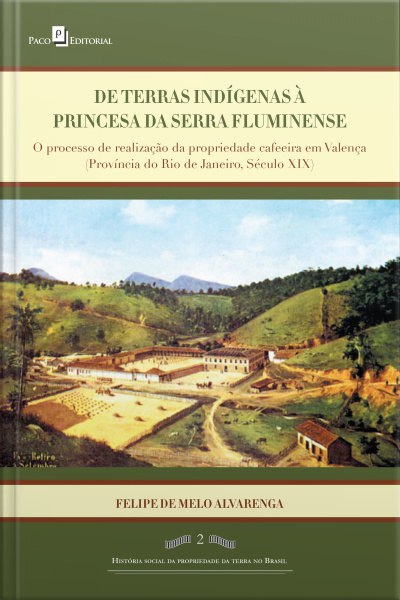 PACO EDITORIAL
DE TERRAS INDÍGENAS À
PRINCESA DA SERRA FLUMINENSE
O processo de realização da propriedade cafeeira em Valença
(Província do Rio de Janeiro, Século XIX)
FELIPE DE MELO ALVARENGA
2
HISTÓRIA SOCIAL DA PROPRIEDADE DA TERRA NO BRASIL